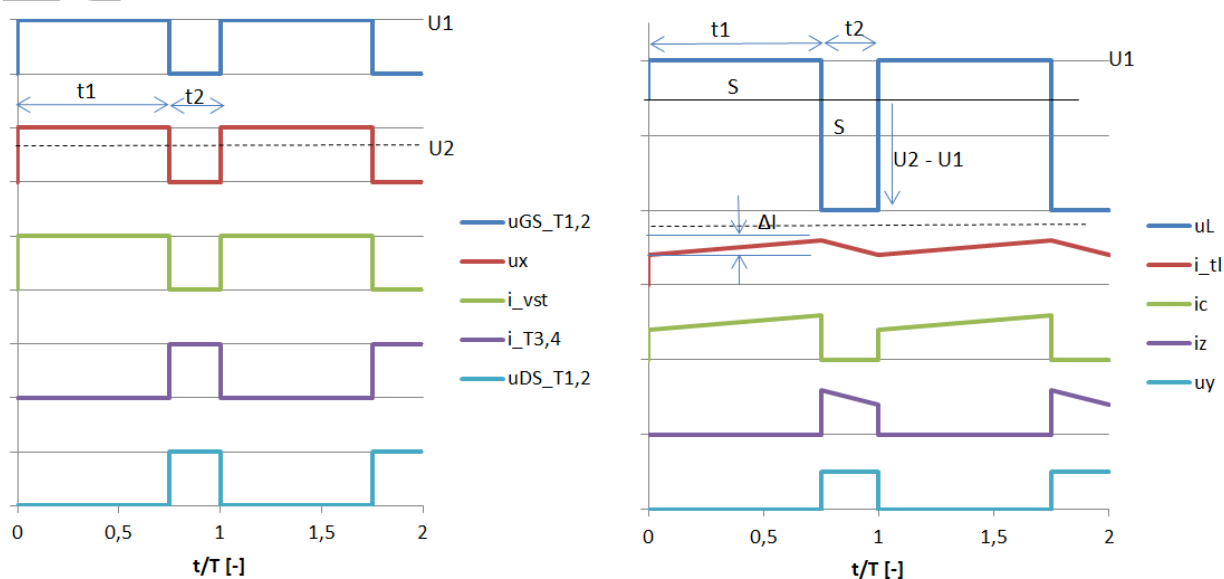 U1
t1
t2
U2
uGS_T1,2
ux
i_vst
i_T3,4
uDS_T1,2
0
0,5
1
1,5
2
t/T [-]
t1
t2
U1
S
S
U2 - U1
ΔI
uL
i_tl
ic
iz
uy
0
0,5
1
1,5
2
t/T [-]